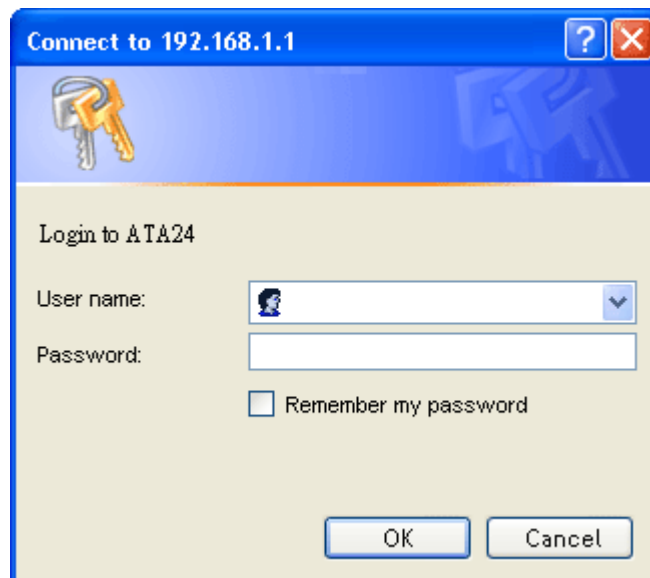 Connect to 192.168.1.1
?
Login to ATA24
User name:
Password:
Remember my password
OK
Cancel